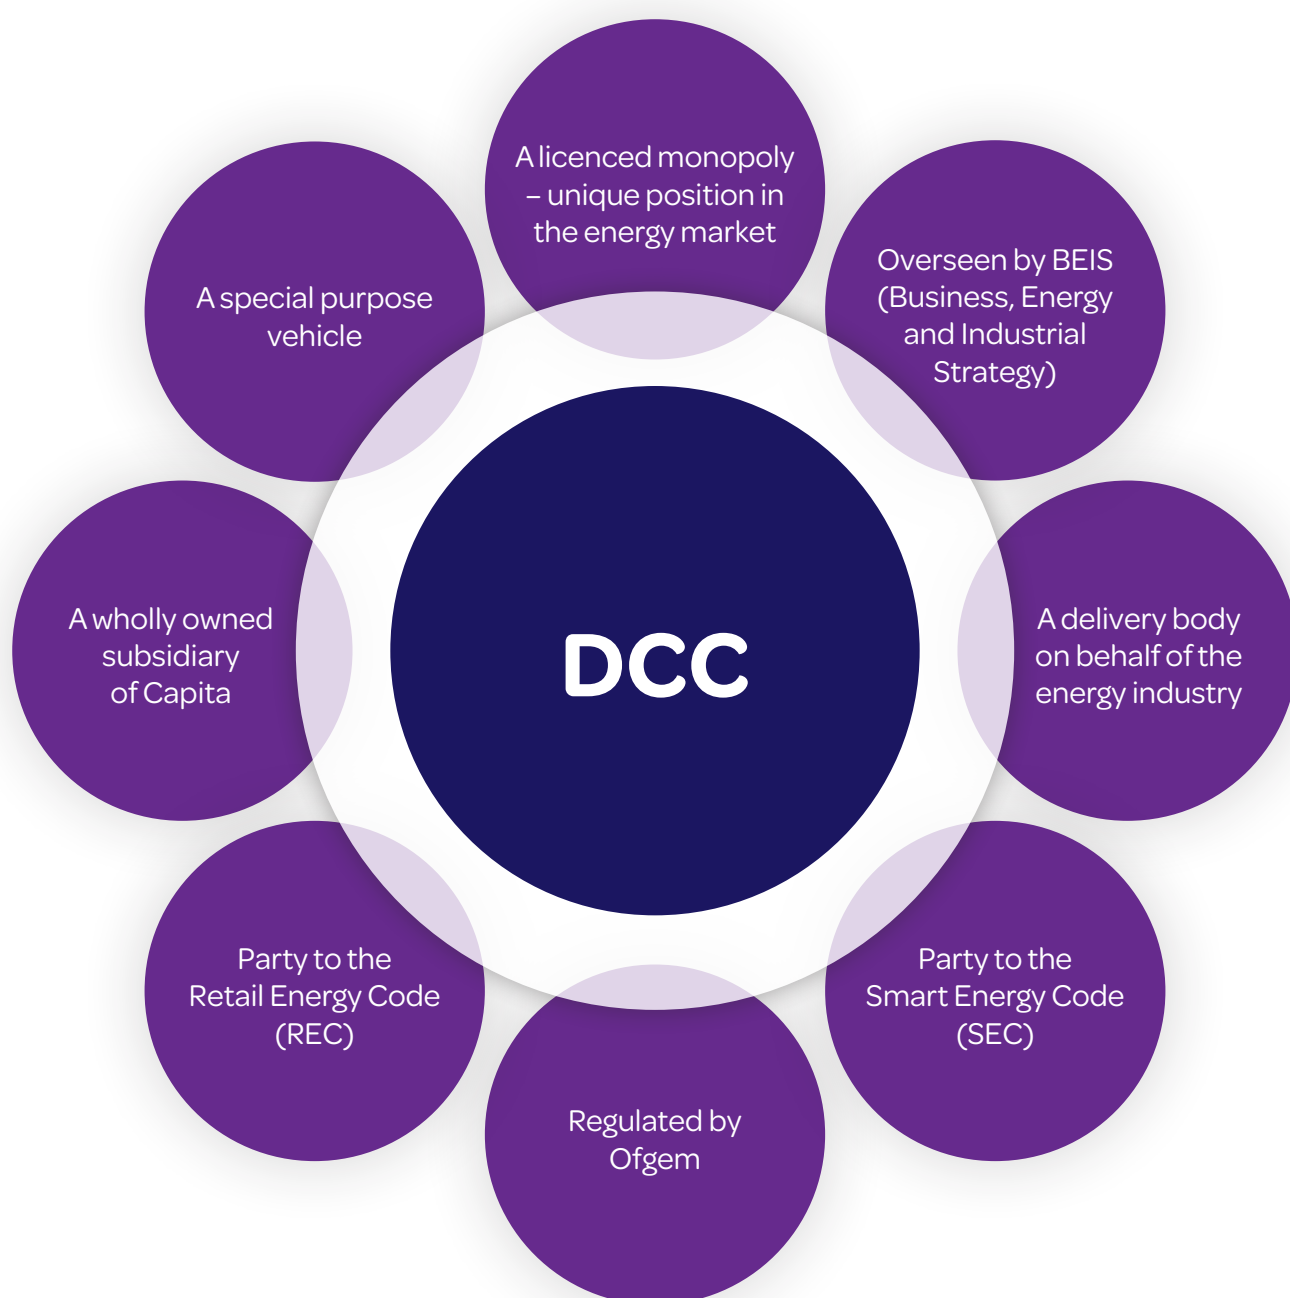 A licenced monopoly
– unique position in
the energy market
Overseen by BEIS
(Business, Energy
and Industrial
Strategy)
A delivery body
on behalf of the
energy industry
Party to the
Smart Energy Code
(SEC)
Regulated by
Ofgem
Party to the
Retail Energy Code
(REC)
A wholly owned
subsidiary
of Capita
A special purpose
vehicle
DCC